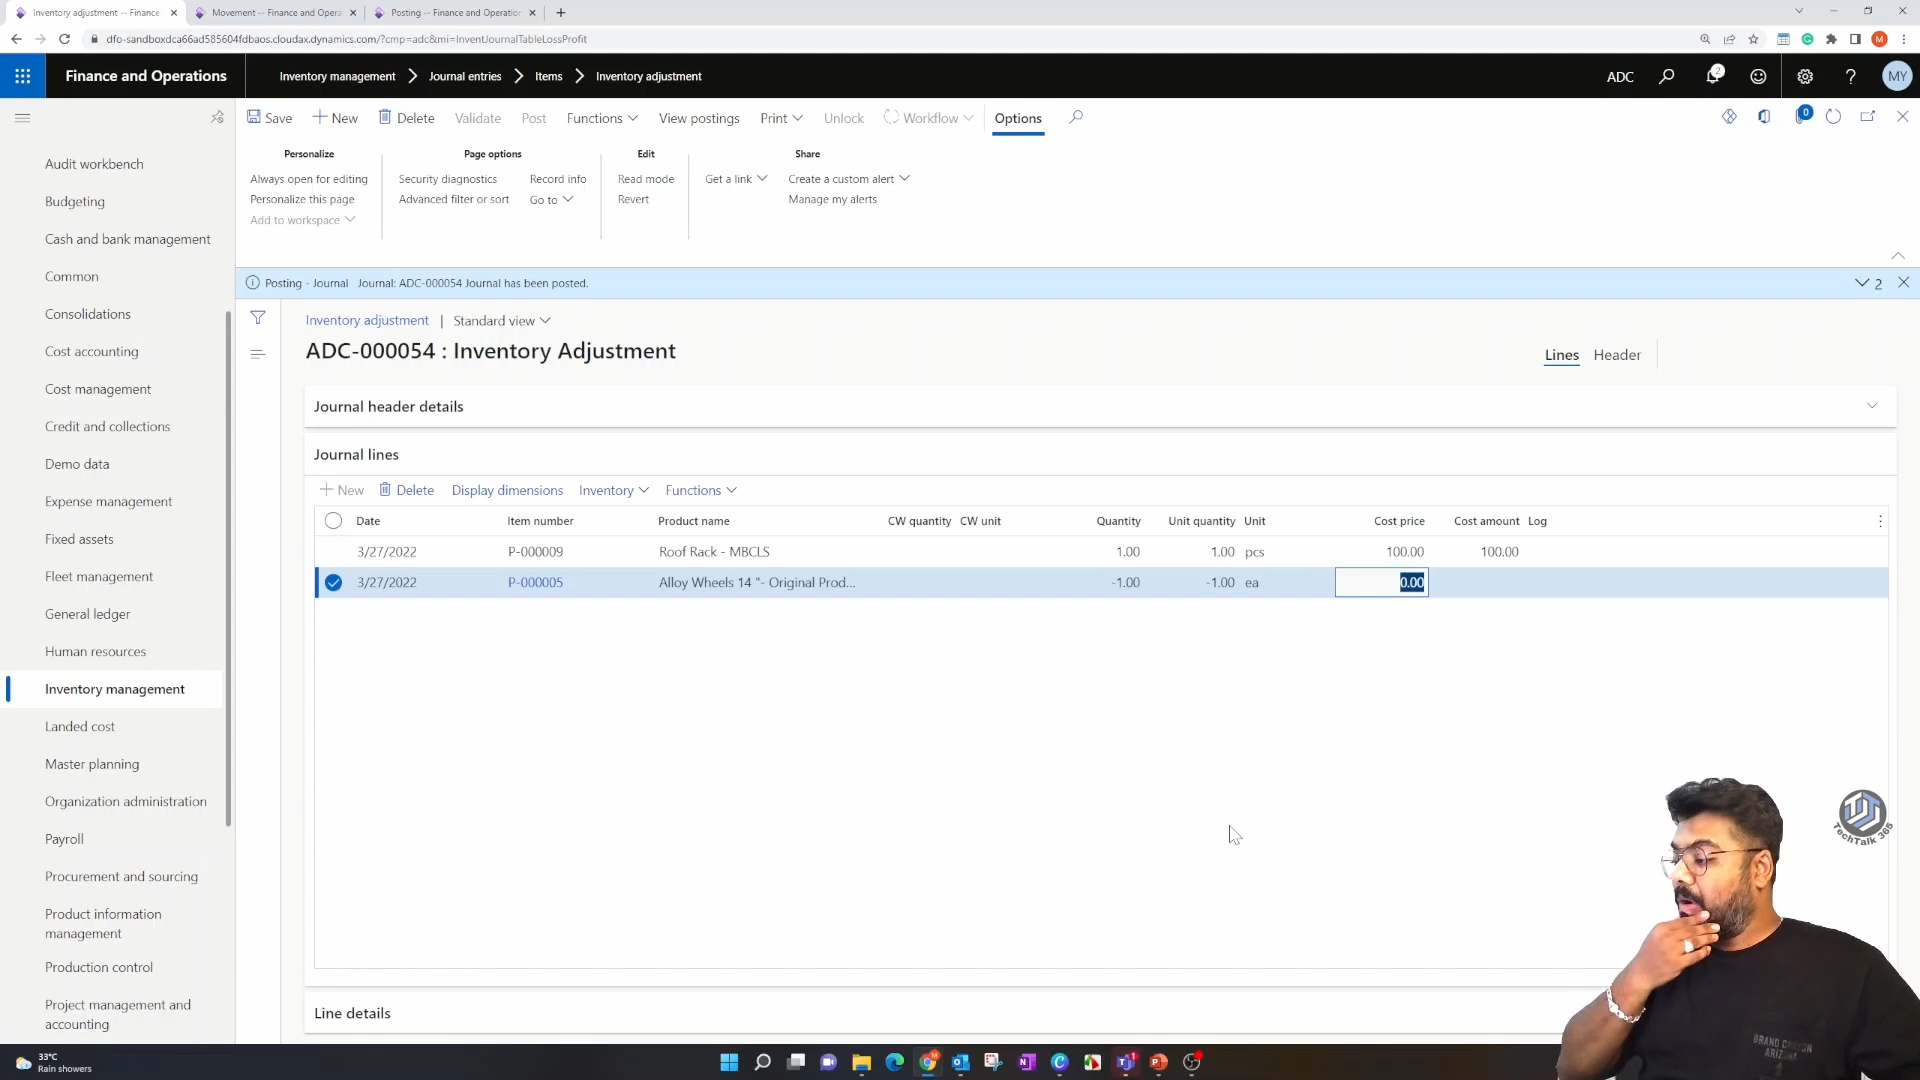 Inventory adjustment -- Finance
Movement -- Finance and Opera
Posting -- Finance and Operation
dfo-sandboxdca66ad585604fdbaos.cloudax.dynamics.com/?cmp=adc&mi=InventJournalTableLossProfit
Finance and Operations
Inventory management > Journal entries > Items > Inventory adjustment
ADC
2
MY
Save
New
Delete
Validate
Post
Functions
View postings
Print
Unlock
Workflow
Options
0
Personalize
Always open for editing
Personalize this page
Add to workspace
Page options
Security diagnostics
Advanced filter or sort
Record info
Go to
Edit
Read mode
Revert
Get a link
Share
Create a custom alert
Manage my alerts
Audit workbench
Budgeting
Cash and bank management
Common
Consolidations
Cost accounting
Cost management
Credit and collections
Demo data
Expense management
Fixed assets
Fleet management
General ledger
Human resources
Inventory management
Landed cost
Master planning
Organization administration
Payroll
Procurement and sourcing
Product information
management
Production control
Project management and
accounting
Posting - Journal Journal: ADC-000054 Journal has been posted.
2
Inventory adjustment | Standard view
ADC-000054 : Inventory Adjustment
Lines Header
Journal header details
Journal lines
New Delete Display dimensions Inventory Functions
Date Item number Product name CW quantity CW unit Quantity Unit quantity Unit Cost price Cost amount Log
3/27/2022 P-000009 Roof Rack - MBCLS 1.00 1.00 pcs 100.00 100.00
3/27/2022 P-000005 Alloy Wheels 14 "- Original Prod... -1.00 -1.00 ea 0.00
Line details
TechTalk 365
BRAND CANYON
ARIZONA
33°C
Rain showers